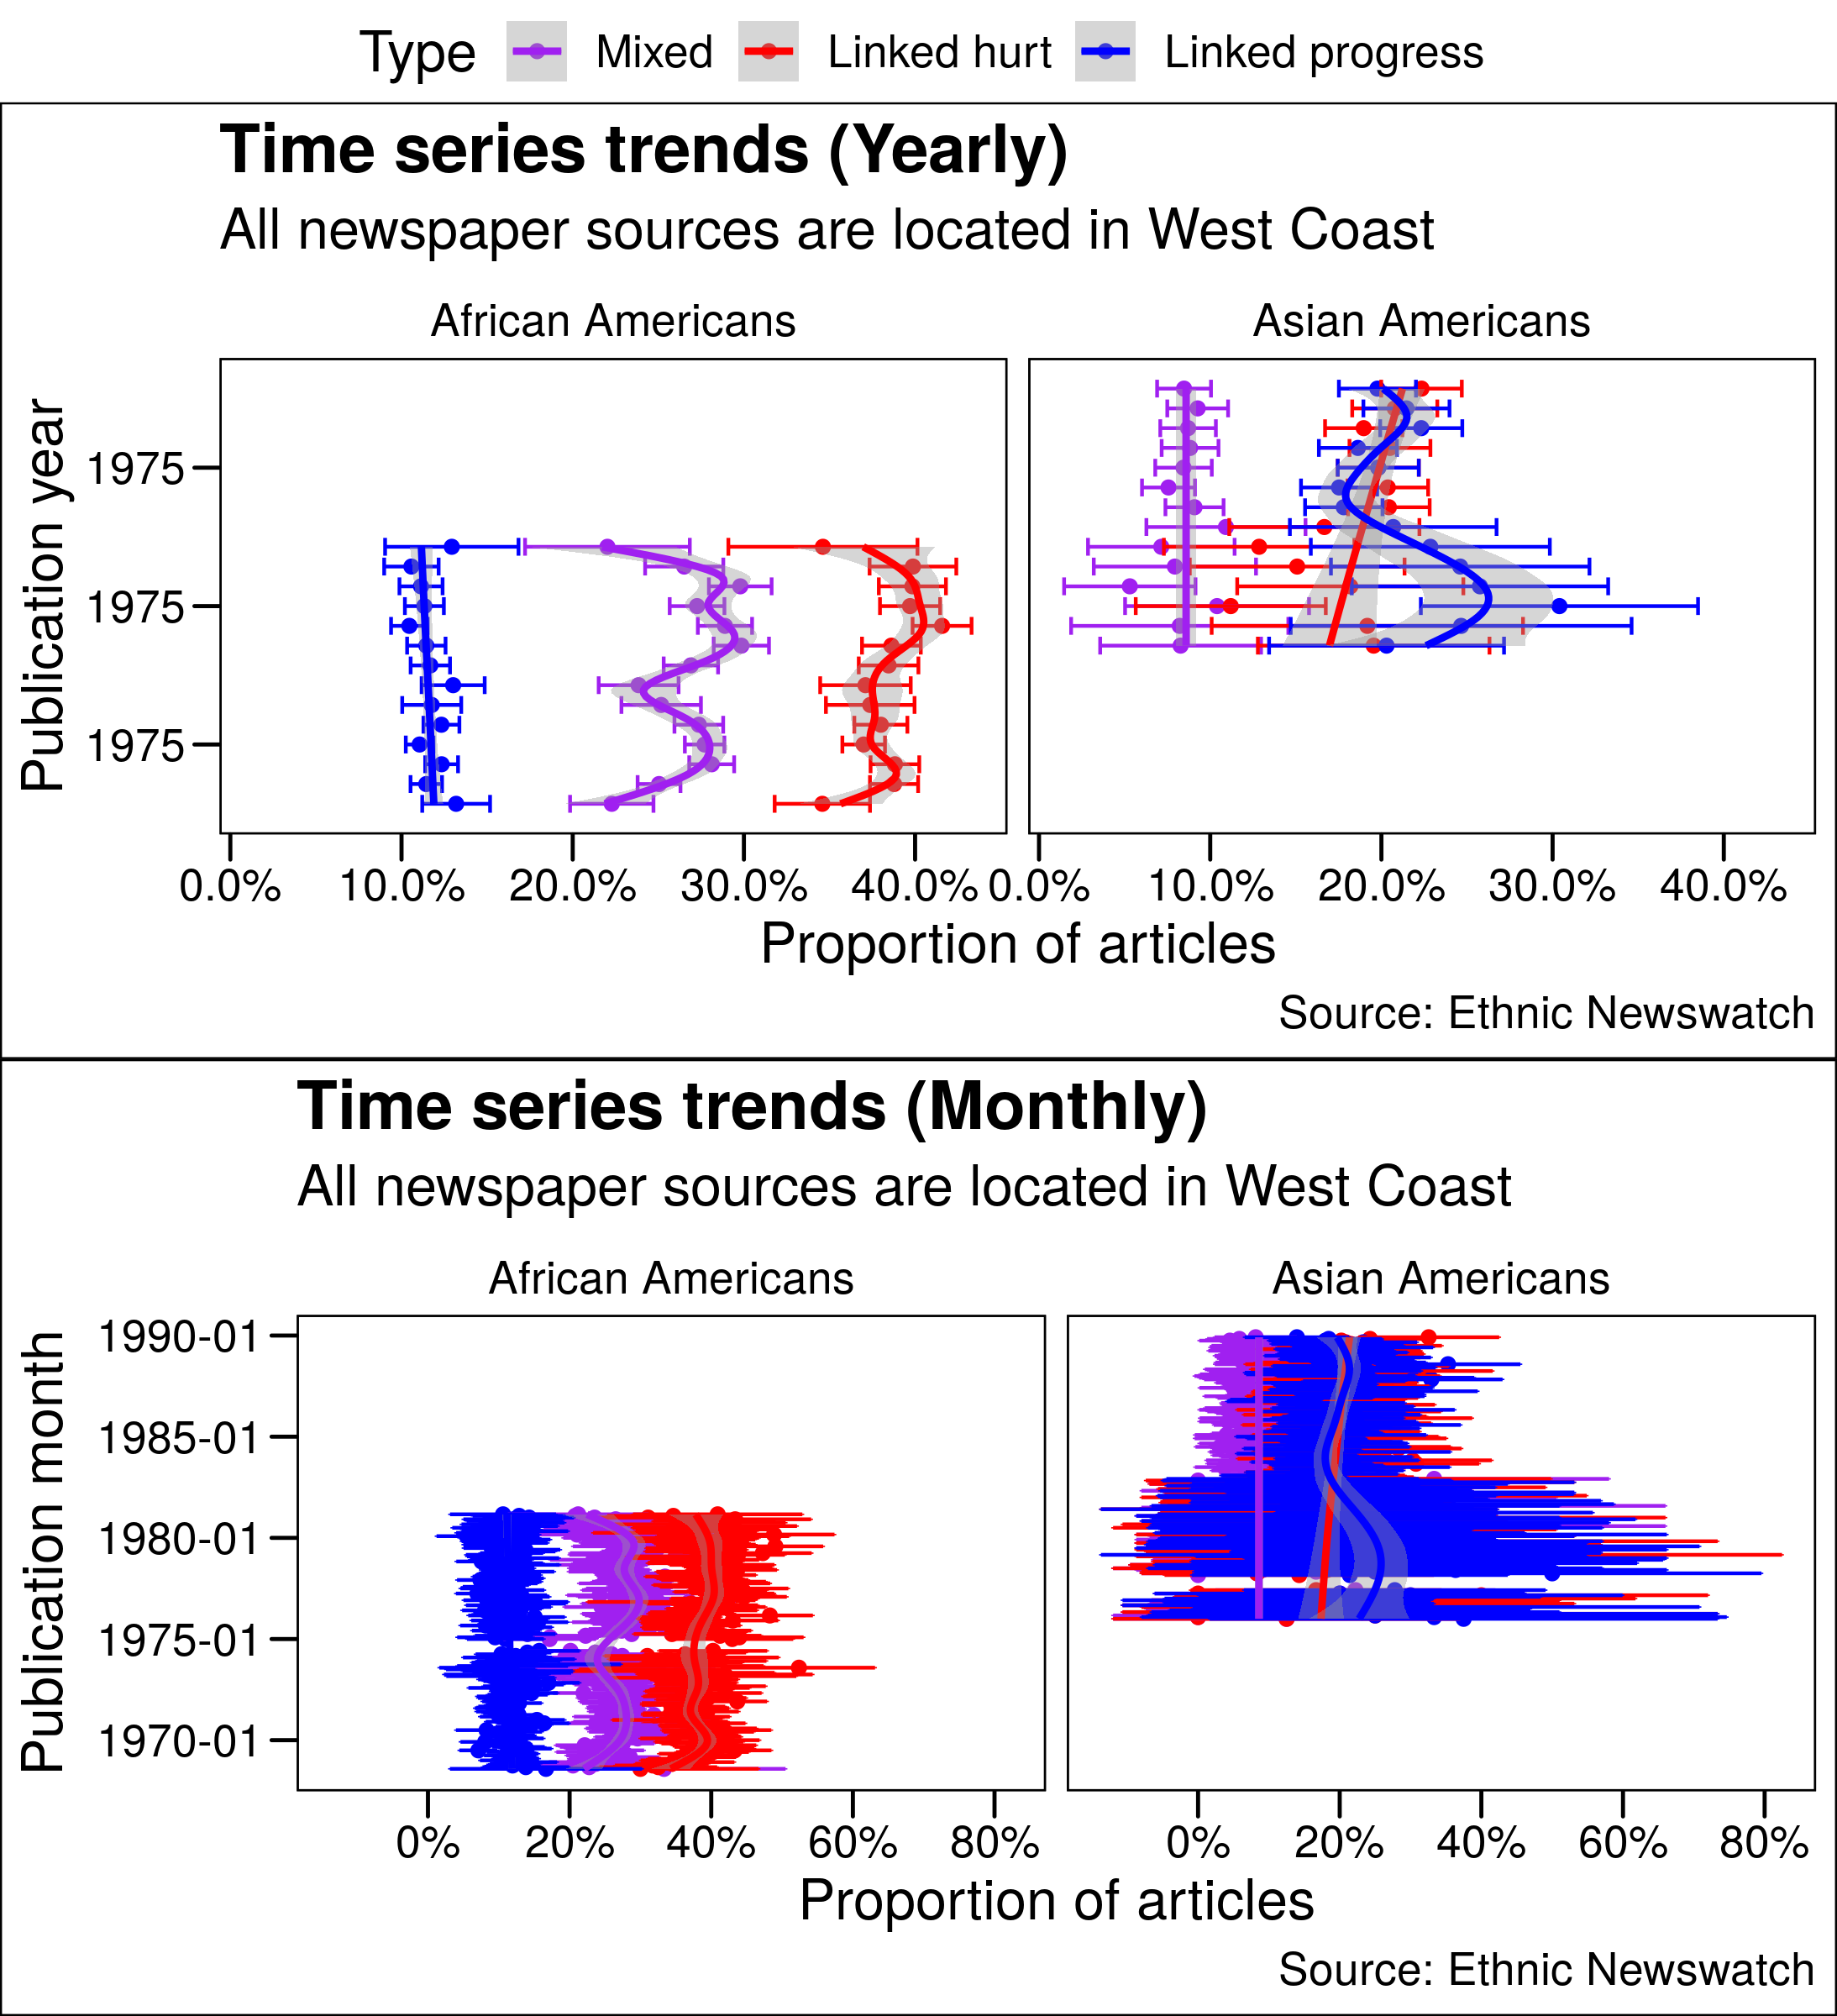 Type Mixed Linked hurt Linked progress
Time series trends (Yearly)
All newspaper sources are located in West Coast
African Americans Asian Americans
Publication year
1975
1975
1975
0.0% 10.0% 20.0% 30.0% 40.0% 0.0% 10.0% 20.0% 30.0% 40.0%
Proportion of articles
Source: Ethnic Newswatch
Time series trends (Monthly)
All newspaper sources are located in West Coast
African Americans Asian Americans
Publication month
1990-01
1985-01
1980-01
1975-01
1970-01
0% 20% 40% 60% 80% 0% 20% 40% 60% 80%
Proportion of articles
Source: Ethnic Newswatch